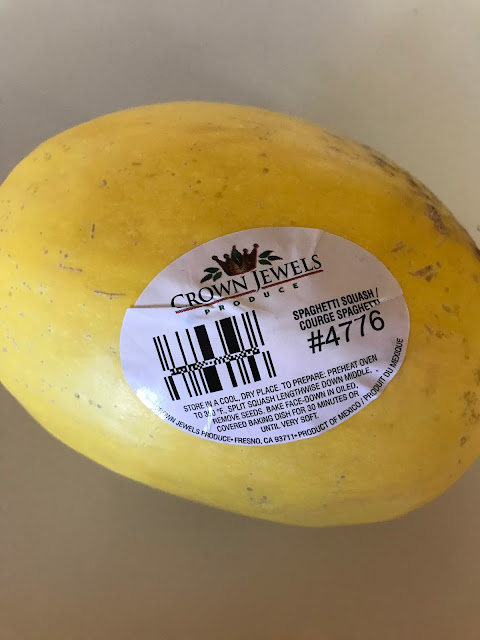 CROWN JEWELS
PRODUCE
SPAGHETTI SQUASH /
COURGE SPAGHETTI
#4776
STORE IN A COOL, DRY PLACE. TO PREPARE: PREHEAT OVEN
TO °F, SPLIT SQUASH LENGTHWISE DOWN MIDDLE,
REMOVE SEEDS. BAKE FACE-DOWN IN OILED,
COVERED BAKING DISH FOR 30 MINUTES OR
UNTIL VERY SOFT.
CROWN JEWELS PRODUCE • FRESNO, CA 93711 • PRODUCT OF MEXICO / PRODUIT DU MEXIQUE